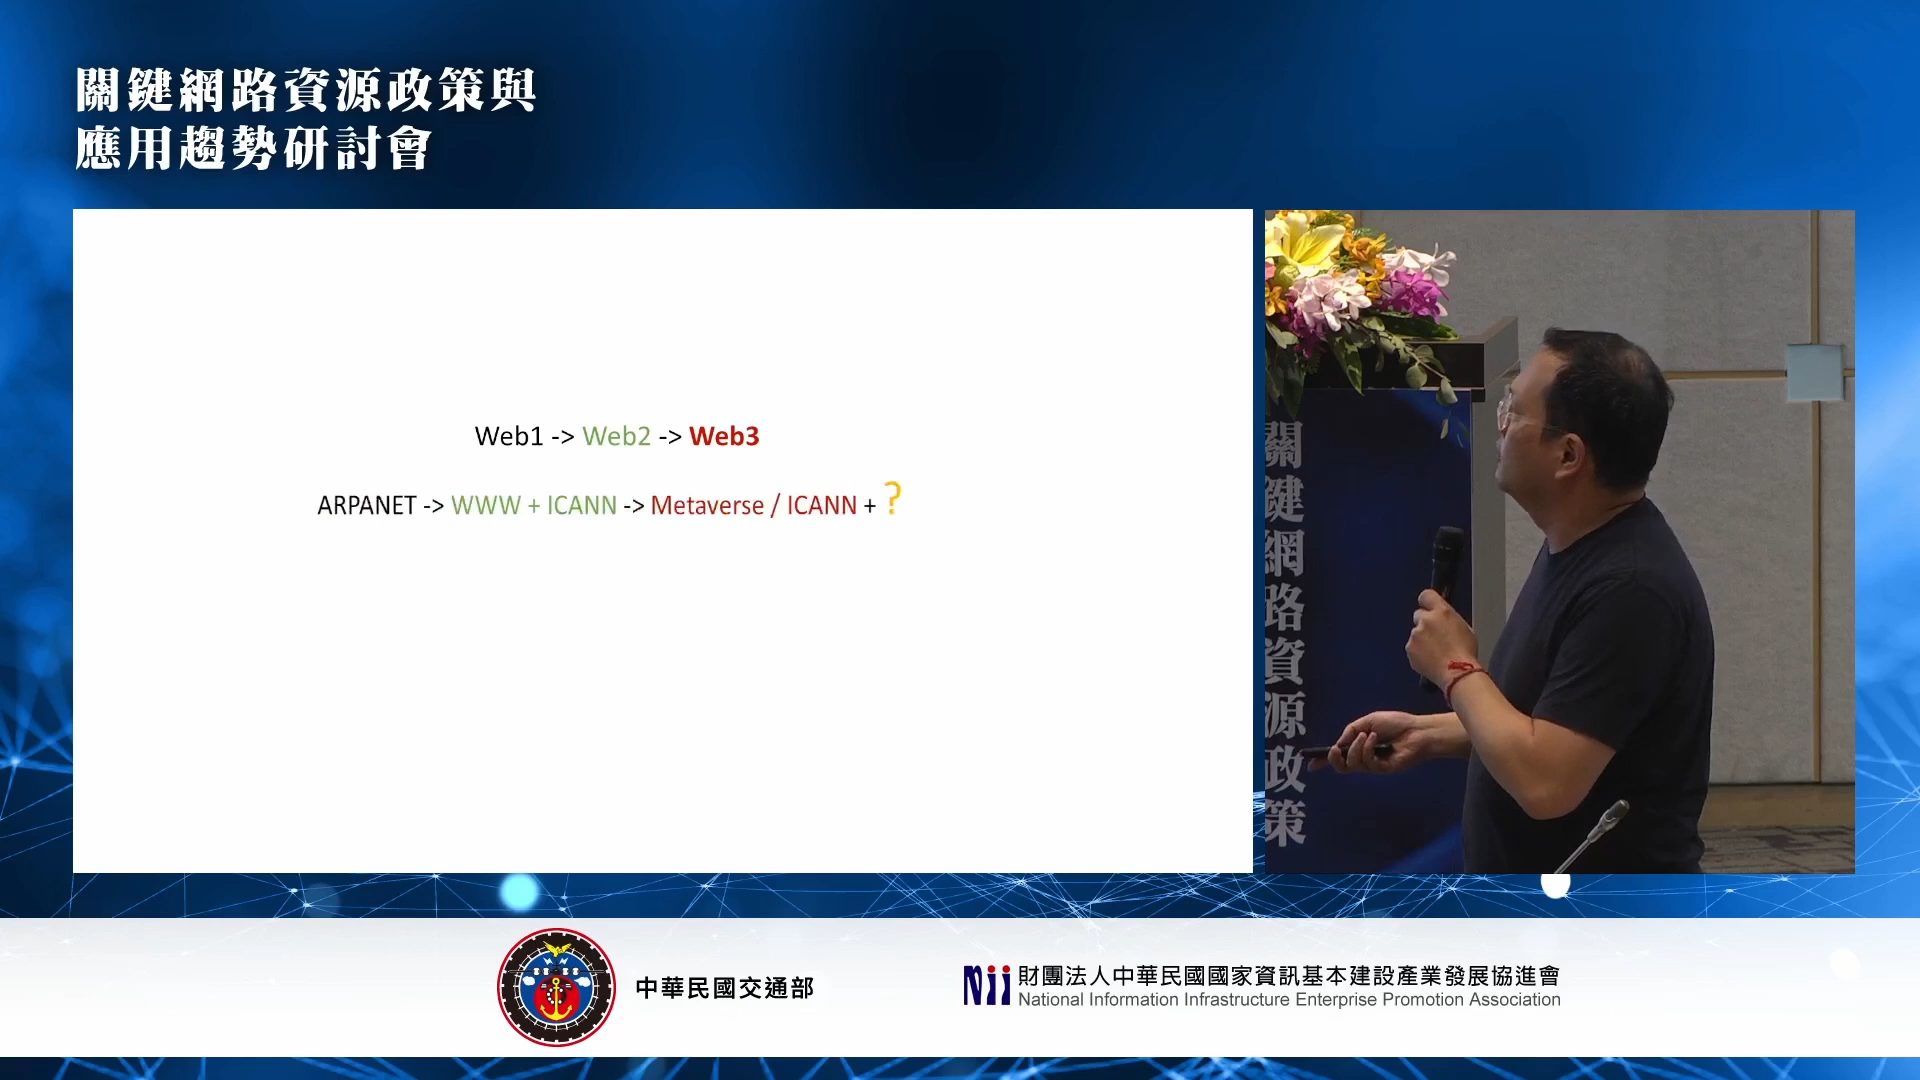 關鍵網路資源政策與
應用趨勢研討會
Web1 -> Web2 -> Web3
ARPANET -> WWW + ICANN -> Metaverse / ICANN + ?
關鍵網路資源政策
中華民國交通部
Nii 財團法人中華民國國家資訊基本建設產業發展協進會
National Information Infrastructure Enterprise Promotion Association